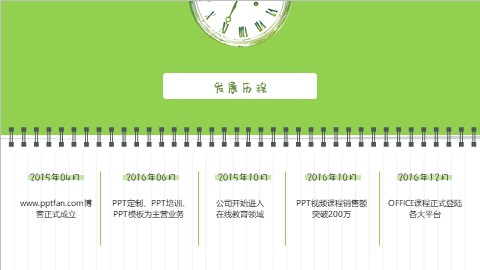 发展历程
2015年04月
www.pptfan.com博
客正式成立
2016年06月
PPT定制、PPT培训、
PPT模板为主营业务
2015年10月
公司开始进入
在线教育领域
2016年10月
PPT视频课程销售额
突破200万
2016年12月
OFFICE课程正式登陆
各大平台